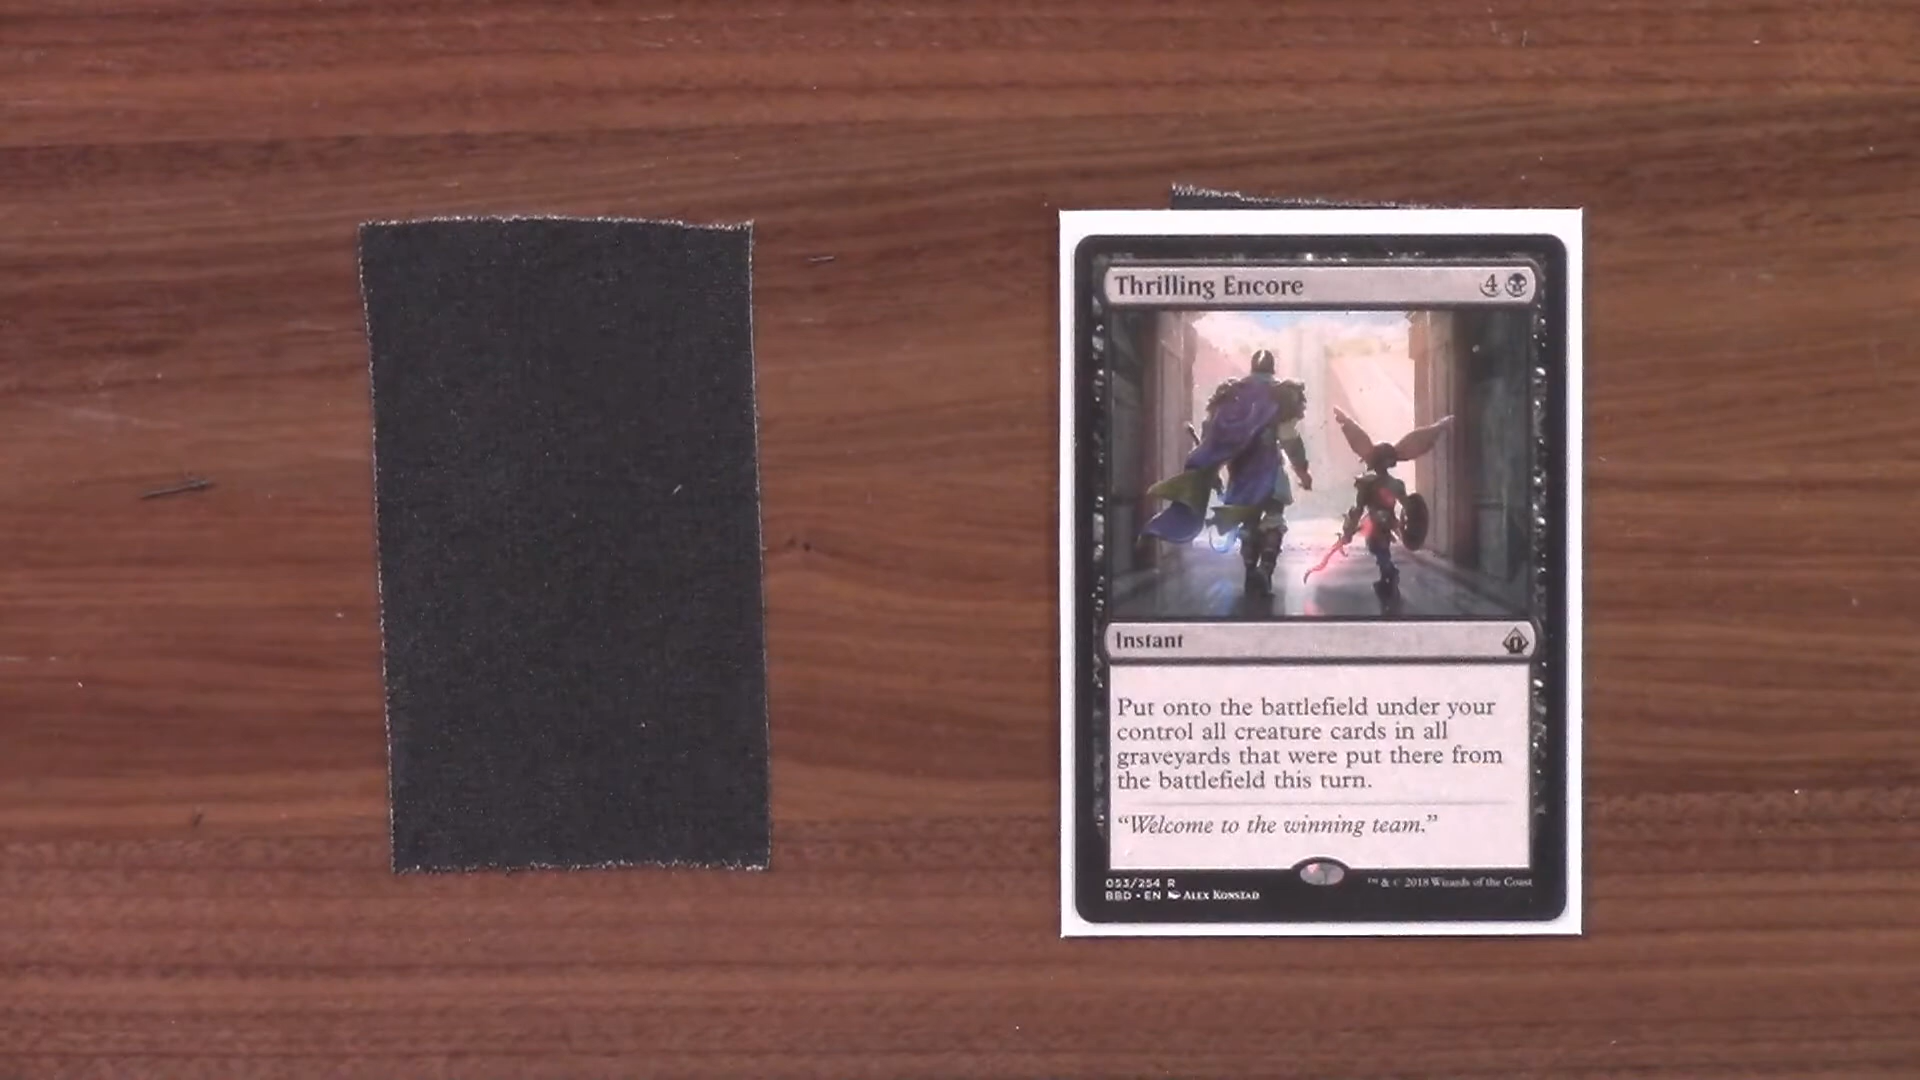 Thrilling Encore 4
Instant
Put onto the battlefield under your
control all creature cards in all
graveyards that were put there from
the battlefield this turn.
“Welcome to the winning team.”
053/254 R
BBD • EN ALEX KONSTAD
™ & © 2018 Wizards of the Coast